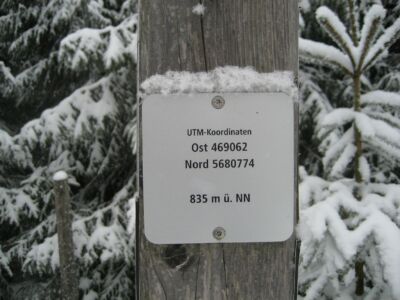 UTM-Koordinaten
Ost 469062
Nord 5680774
835 m ü. NN